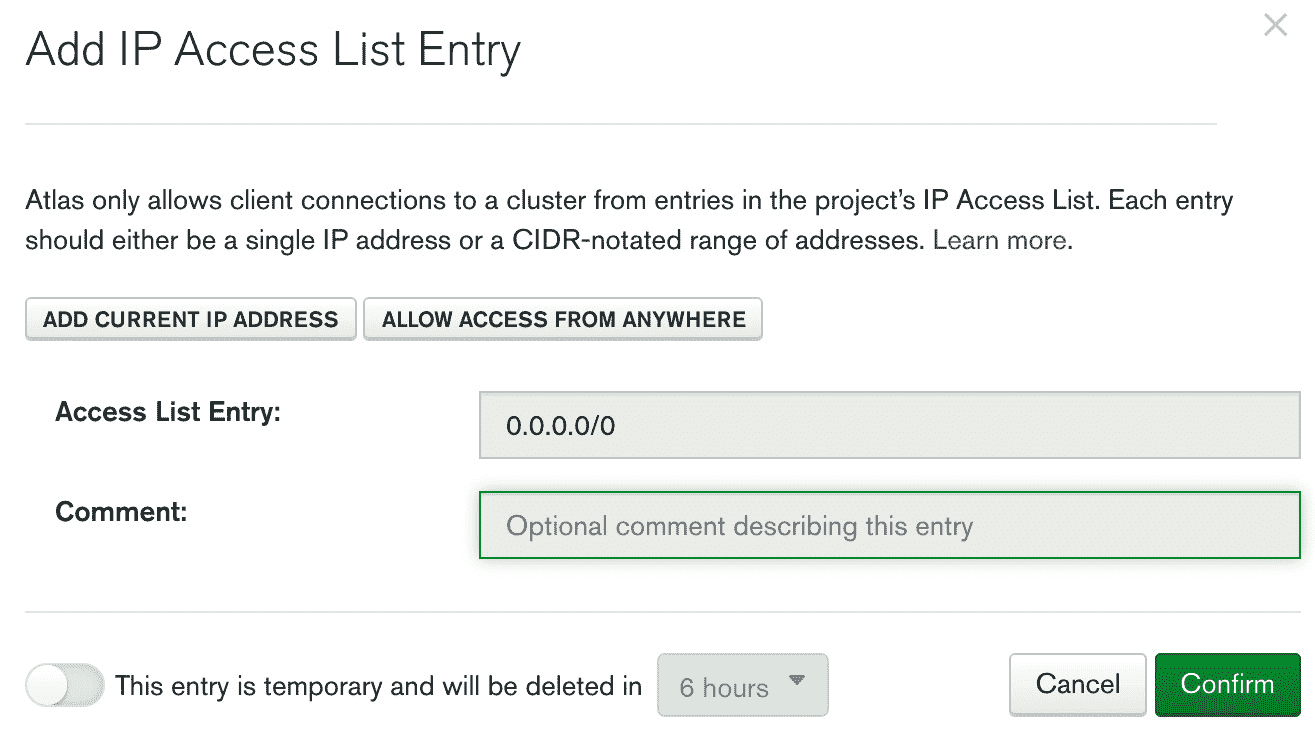 Add IP Access List Entry
Atlas only allows client connections to a cluster from entries in the project’s IP Access List. Each entry
should either be a single IP address or a CIDR-notated range of addresses. Learn more.
ADD CURRENT IP ADDRESS ALLOW ACCESS FROM ANYWHERE
Access List Entry: 0.0.0.0/0
Comment: Optional comment describing this entry
This entry is temporary and will be deleted in 6 hours Cancel Confirm